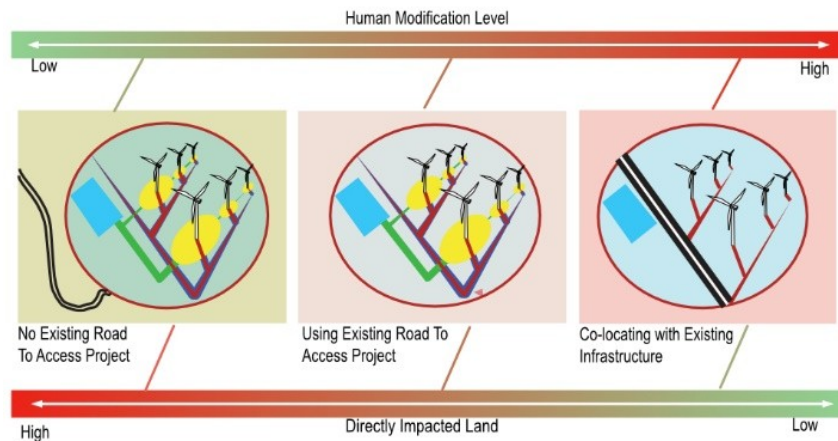 Human Modification Level
Low
High
No Existing Road
To Access Project
Using Existing Road To
Access Project
Co-locating with Existing
Infrastructure
High
Directly Impacted Land
Low